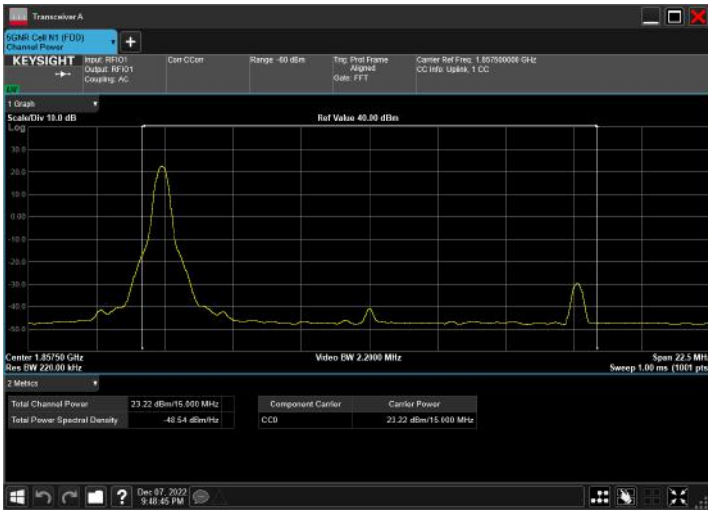 Transceiver A
5GNR Cell N1 (FDD)
Channel Power
KEYSIGHT
Input: RFIO1
Output: RFIO1
Coupling: AC
Corr CCorr
Range: -60 dBm
Trig: Prot Frame
Aligned
Gate: FFT
Carrier Ref Freq: 1.857500000 GHz
CC Info: Uplink, 1 CC
1 Graph
Scale/Div 10.0 dB
Ref Value 40.00 dBm
Log
30.0
20.0
10.0
0.00
-10.0
-20.0
-30.0
-40.0
-50.0
Center 1.85750 GHz
Video BW 2.2000 MHz
Span 22.5 MHz
Res BW 220.00 kHz
Sweep 1.00 ms (1001 pts
2 Metrics
Total Channel Power 23.22 dBm/15.000 MHz
Total Power Spectral Density -48.54 dBm/Hz
Component Carrier Carrier Power
CC0 23.22 dBm/15.000 MHz
Dec 07, 2022
9:48:45 PM